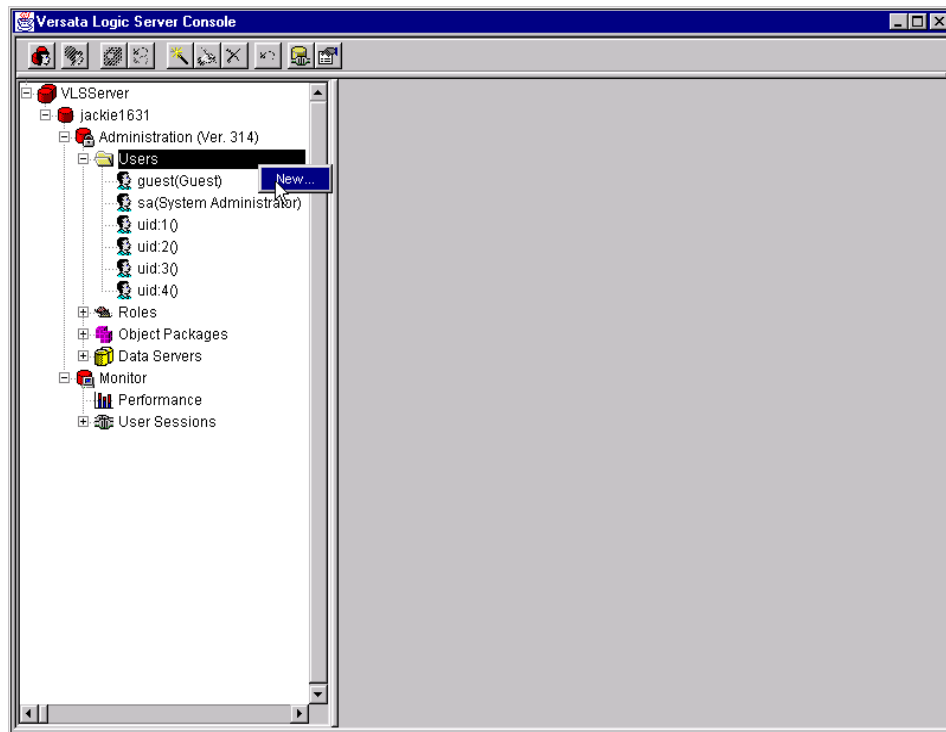 Versata Logic Server Console
VLSServer
jackie1631
Administration (Ver. 314)
Users
New...
guest(Guest)
sa(System Administrator)
uid:1()
uid:2()
uid:3()
uid:4()
Roles
Object Packages
Data Servers
Monitor
Performance
User Sessions